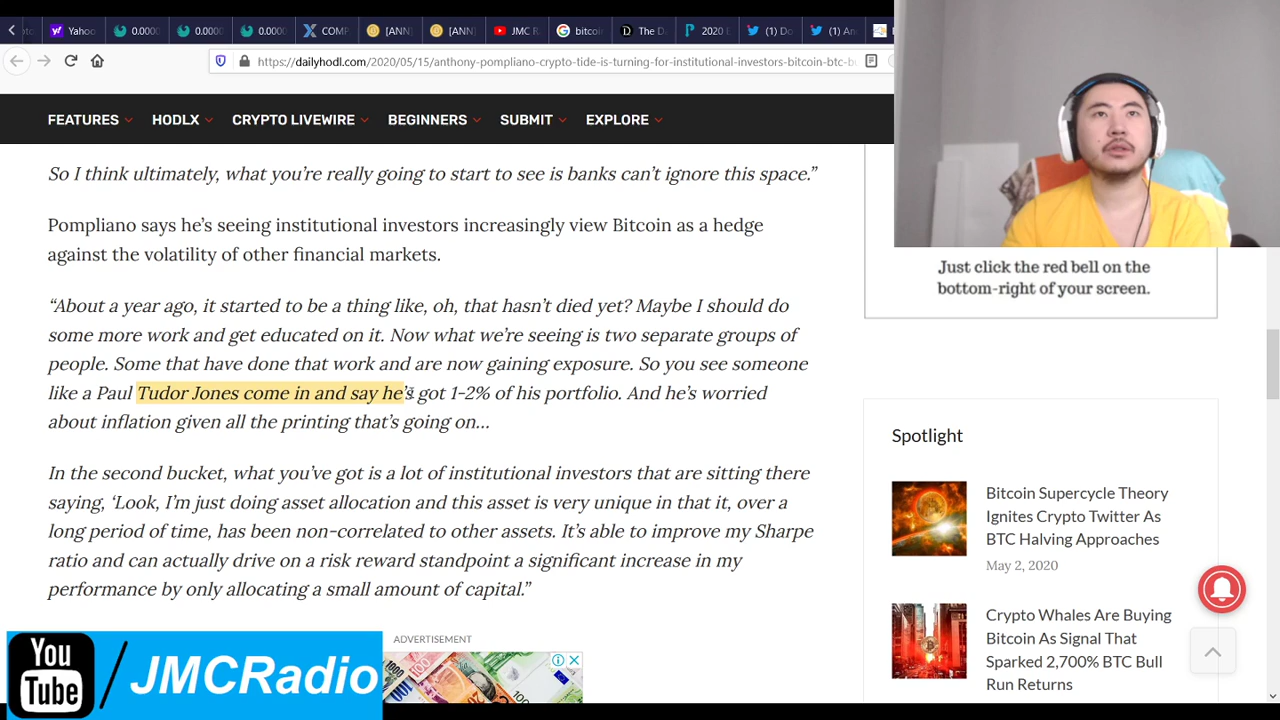 Yahoo
0.0000
0.0000
0.0000
COMP
[ANN]
[ANN]
JMC R
bitcoin
The D
2020 E
(1) Do
(1) An
https://dailyhodl.com/2020/05/15/anthony-pompliano-crypto-tide-is-turning-for-institutional-investors-bitcoin-btc-bu
FEATURES
HODLX
CRYPTO LIVEWIRE
BEGINNERS
SUBMIT
EXPLORE
So I think ultimately, what you’re really going to start to see is banks can’t ignore this space.”
Pompliano says he’s seeing institutional investors increasingly view Bitcoin as a hedge
against the volatility of other financial markets.
“About a year ago, it started to be a thing like, oh, that hasn’t died yet? Maybe I should do
some more work and get educated on it. Now what we’re seeing is two separate groups of
people. Some that have done that work and are now gaining exposure. So you see someone
like a Paul Tudor Jones come in and say he’s got 1-2% of his portfolio. And he’s worried
about inflation given all the printing that’s going on…
In the second bucket, what you’ve got is a lot of institutional investors that are sitting there
saying, ‘Look, I’m just doing asset allocation and this asset is very unique in that it, over a
long period of time, has been non-correlated to other assets. It’s able to improve my Sharpe
ratio and can actually drive on a risk reward standpoint a significant increase in my
performance by only allocating a small amount of capital.”
ADVERTISEMENT
Just click the red bell on the
bottom-right of your screen.
Spotlight
Bitcoin Supercycle Theory
Ignites Crypto Twitter As
BTC Halving Approaches
May 2, 2020
Crypto Whales Are Buying
Bitcoin As Signal That
Sparked 2,700% BTC Bull
Run Returns
You
Tube
/ JMCRadio